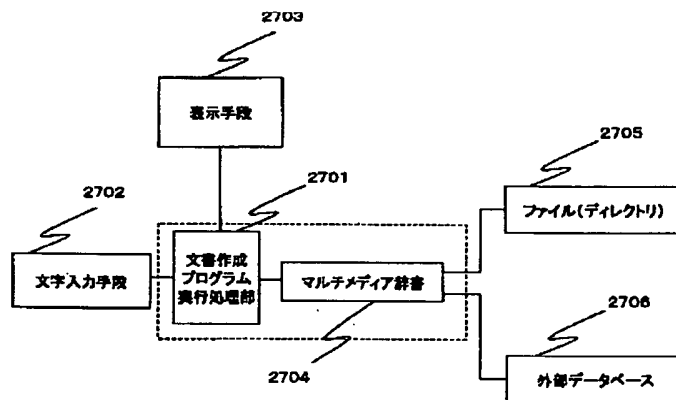 2703
表示手段
2705
ファイル(ディレクトリ)
2702
2701
文字入力手段
文書作成
プログラム
実行処理部
マルチメディア辞書
2704
2706
外部データベース